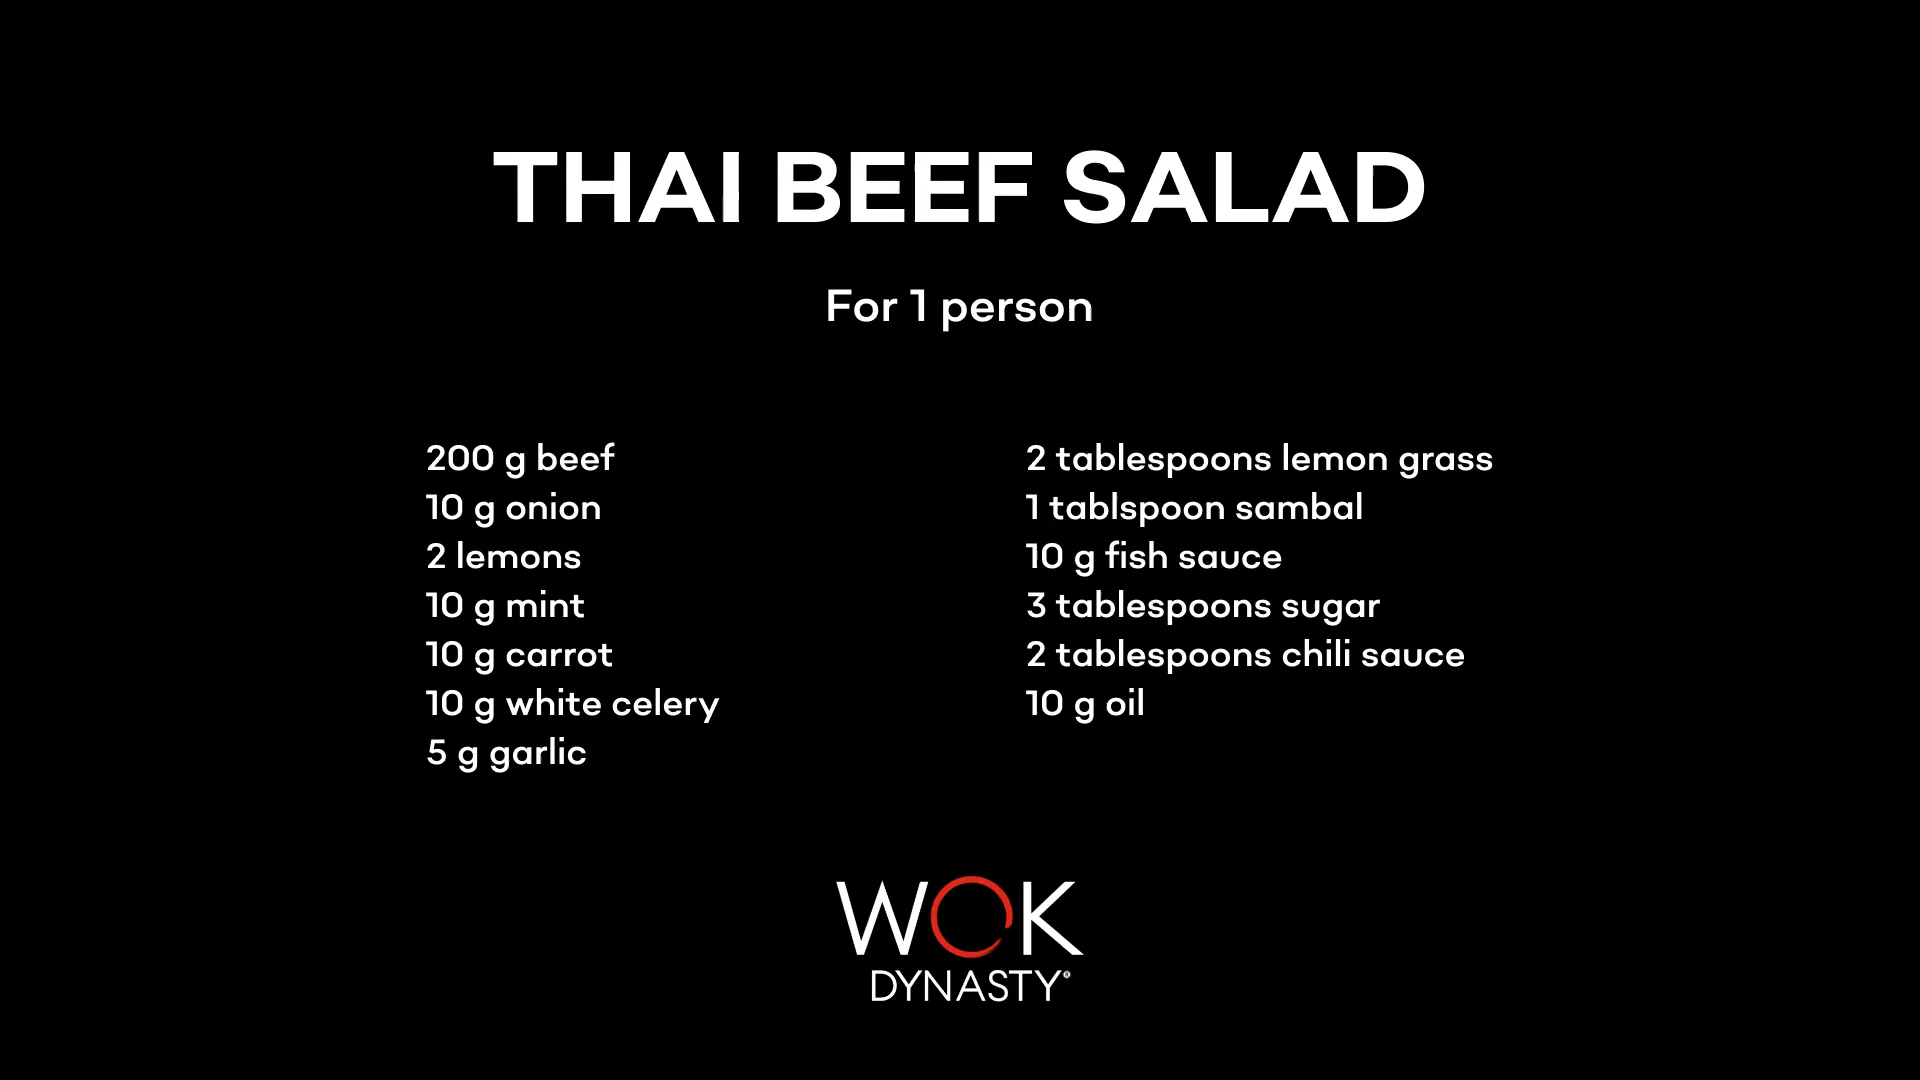 THAI BEEF SALAD
For 1 person
200 g beef
10 g onion
2 lemons
10 g mint
10 g carrot
10 g white celery
5 g garlic
2 tablespoons lemon grass
1 tablspoon sambal
10 g fish sauce
3 tablespoons sugar
2 tablespoons chili sauce
10 g oil
WOK
DYNASTY®